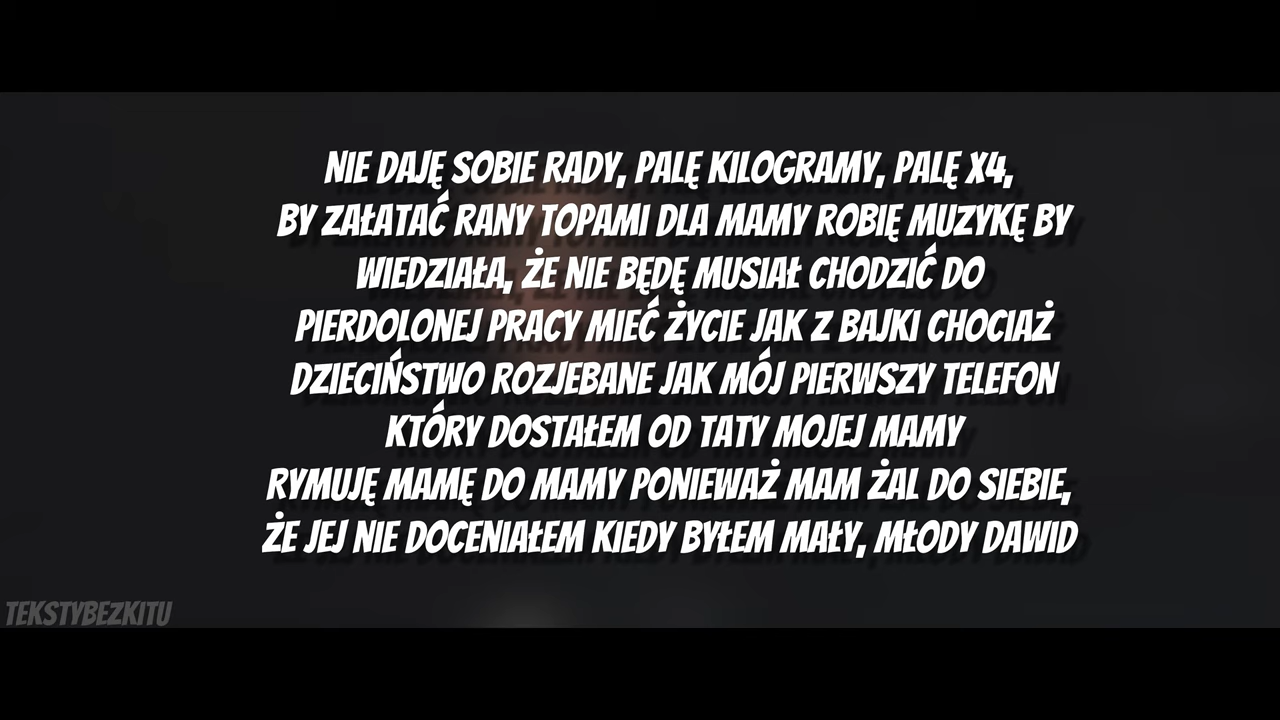 NIE DAJĘ SOBIE RADY, PALĘ KILOGRAMY, PALĘ X4,
BY ZAŁATAĆ RANY TOPAMI DLA MAMY ROBIĘ MUZYKĘ BY
WIEDZIAŁA, ŻE NIE BĘDĘ MUSIAŁ CHODZIĆ DO
PIERDOLONEJ PRACY MIEĆ ŻYCIE JAK Z BAJKI CHOCIAŻ
DZIECIŃSTWO ROZJEBANE JAK MÓJ PIERWSZY TELEFON
KTÓRY DOSTAŁEM OD TATY MOJEJ MAMY
RYMUJĘ MAMĘ DO MAMY PONIEWAŻ MAM ŻAL DO SIEBIE,
ŻE JEJ NIE DOCENIAŁEM KIEDY BYŁEM MAŁY, MŁODY DAWID
TEKSTYBEZKITU